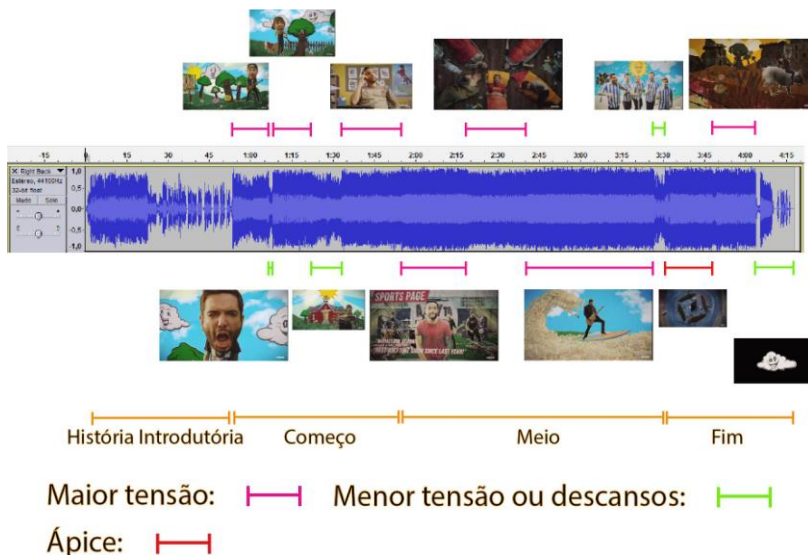 -15 0 15 30 45 1:00 1:15 1:30 1:45 2:00 2:15 2:30 2:45 3:00 3:15 3:30 3:45 4:00 4:15
X Right Back
Estéreo, 44100Hz
32-bit float
Mudo Solo
1,0
0,5
0,0
-0,5
-1,0
SPORTS PAGE
História Introdutória Começo Meio Fim
Maior tensão: Menor tensão ou descansos:
Ápice: